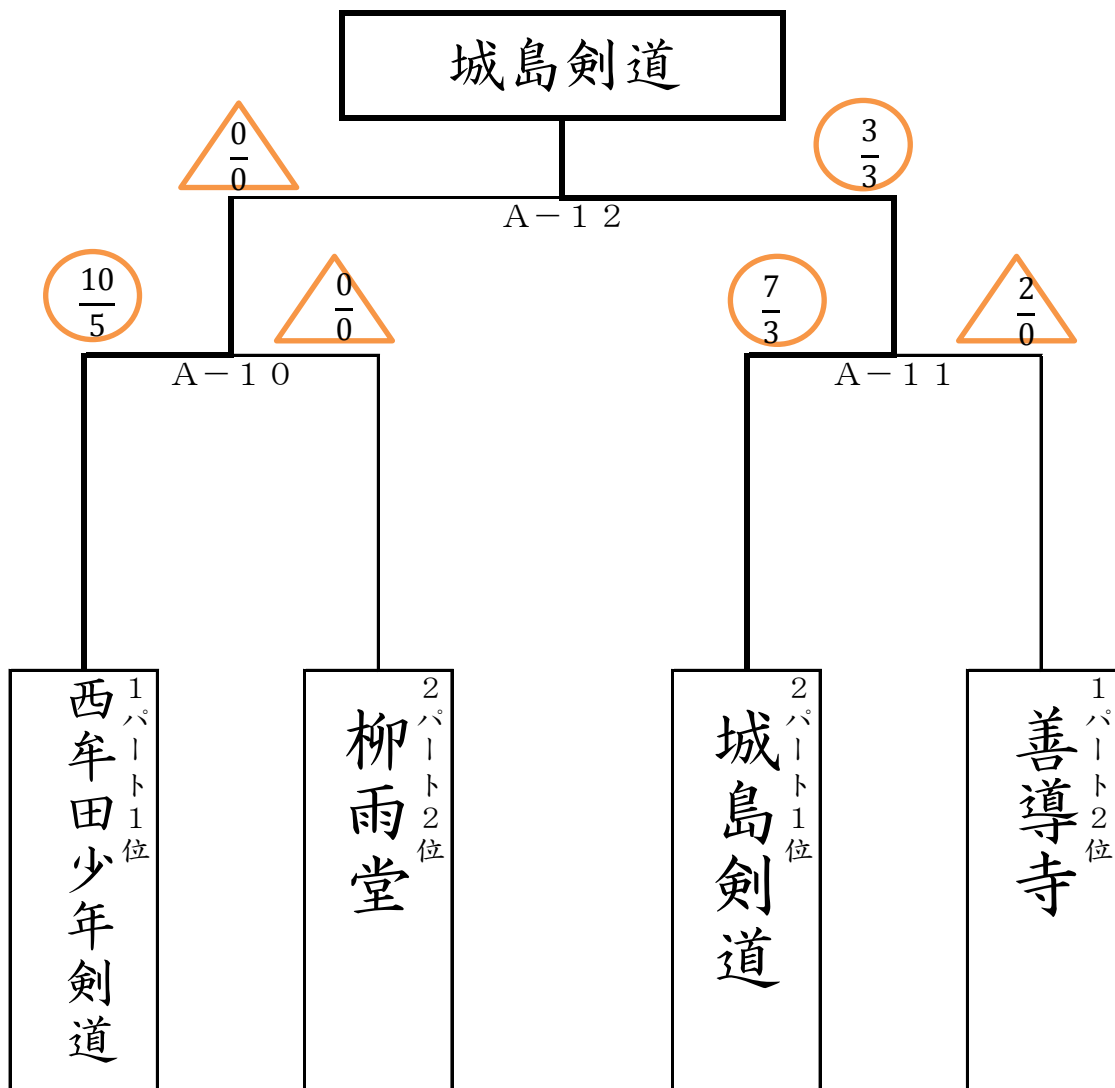 城島剣道
0
0
3
3
A－１２
10
5
0
0
7
3
2
0
A－１０
A－１１
１パート１位
西牟田少年剣道
２パート２位
柳雨堂
２パート１位
城島剣道
１パート２位
善導寺